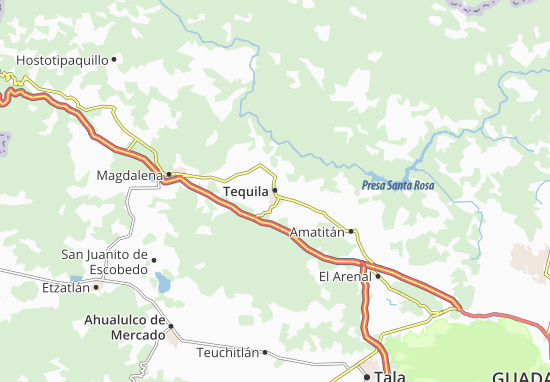 Hostotipaquillo
Magdalena
Tequila
Presa Santa Rosa
Amatitán
San Juanito de
Escobedo
El Arenal
Etzatlán
Ahualulco de
Mercado
Teuchitlán
Tala
GUADA